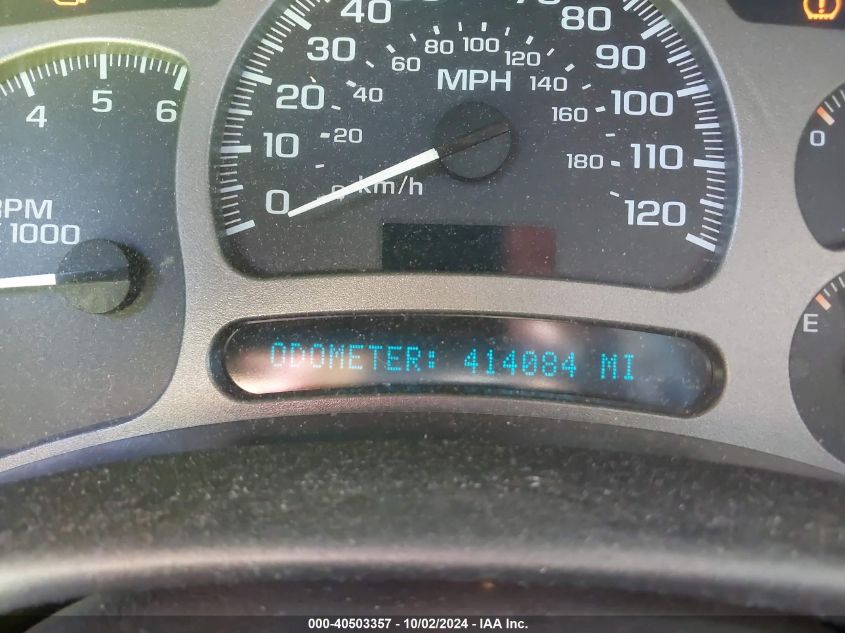 40 80
30 60 80 100 120 90
5 6 MPH 140
4 20 40 160 100
10 20 180 110
0 0 km/h 120
0
RPM
X 1000
E
ODOMETER: 414084 MI
000-40503357 - 10/02/2024 - IAA Inc.